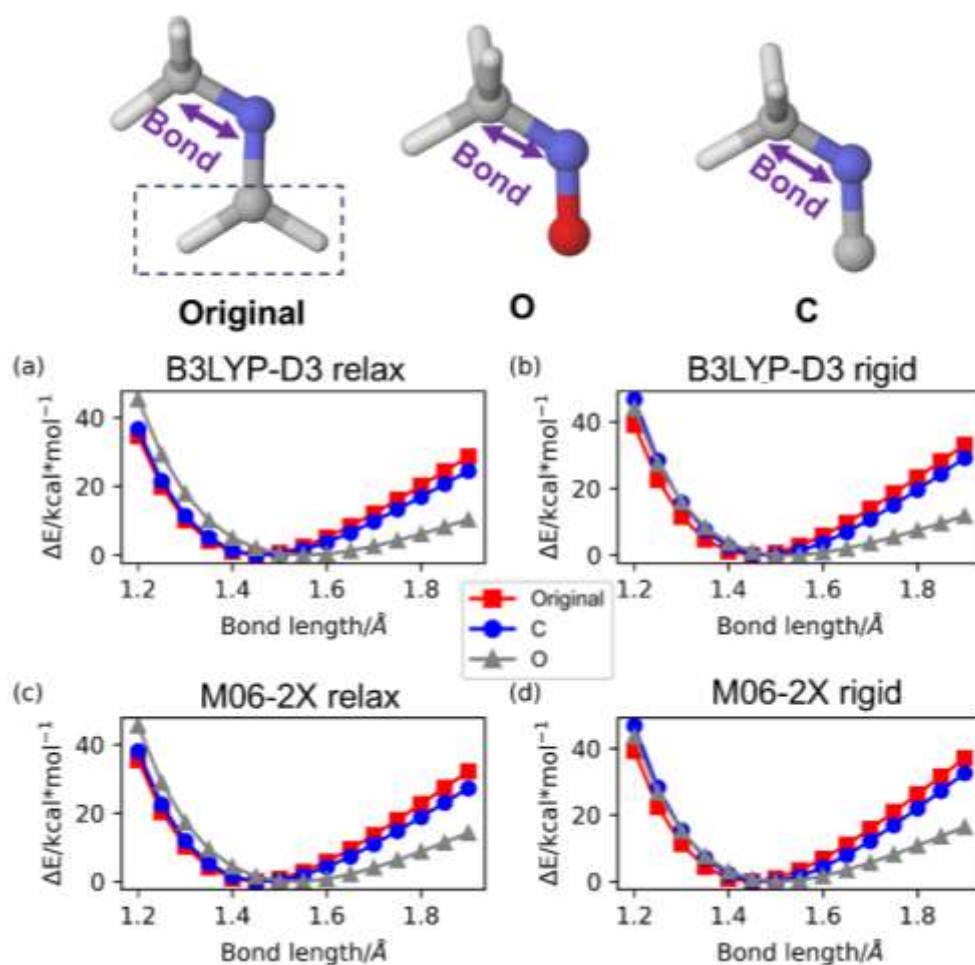 Bond
Bond
Bond
Original
O
C
(a)
B3LYP-D3 relax
ΔE/kcal*mol⁻¹
40
20
0
1.2 1.4 1.6 1.8
Bond length/Å
(b)
B3LYP-D3 rigid
ΔE/kcal*mol⁻¹
40
20
0
1.2 1.4 1.6 1.8
Bond length/Å
Original
C
O
(c)
M06-2X relax
ΔE/kcal*mol⁻¹
40
20
0
1.2 1.4 1.6 1.8
Bond length/Å
(d)
M06-2X rigid
ΔE/kcal*mol⁻¹
40
20
0
1.2 1.4 1.6 1.8
Bond length/Å